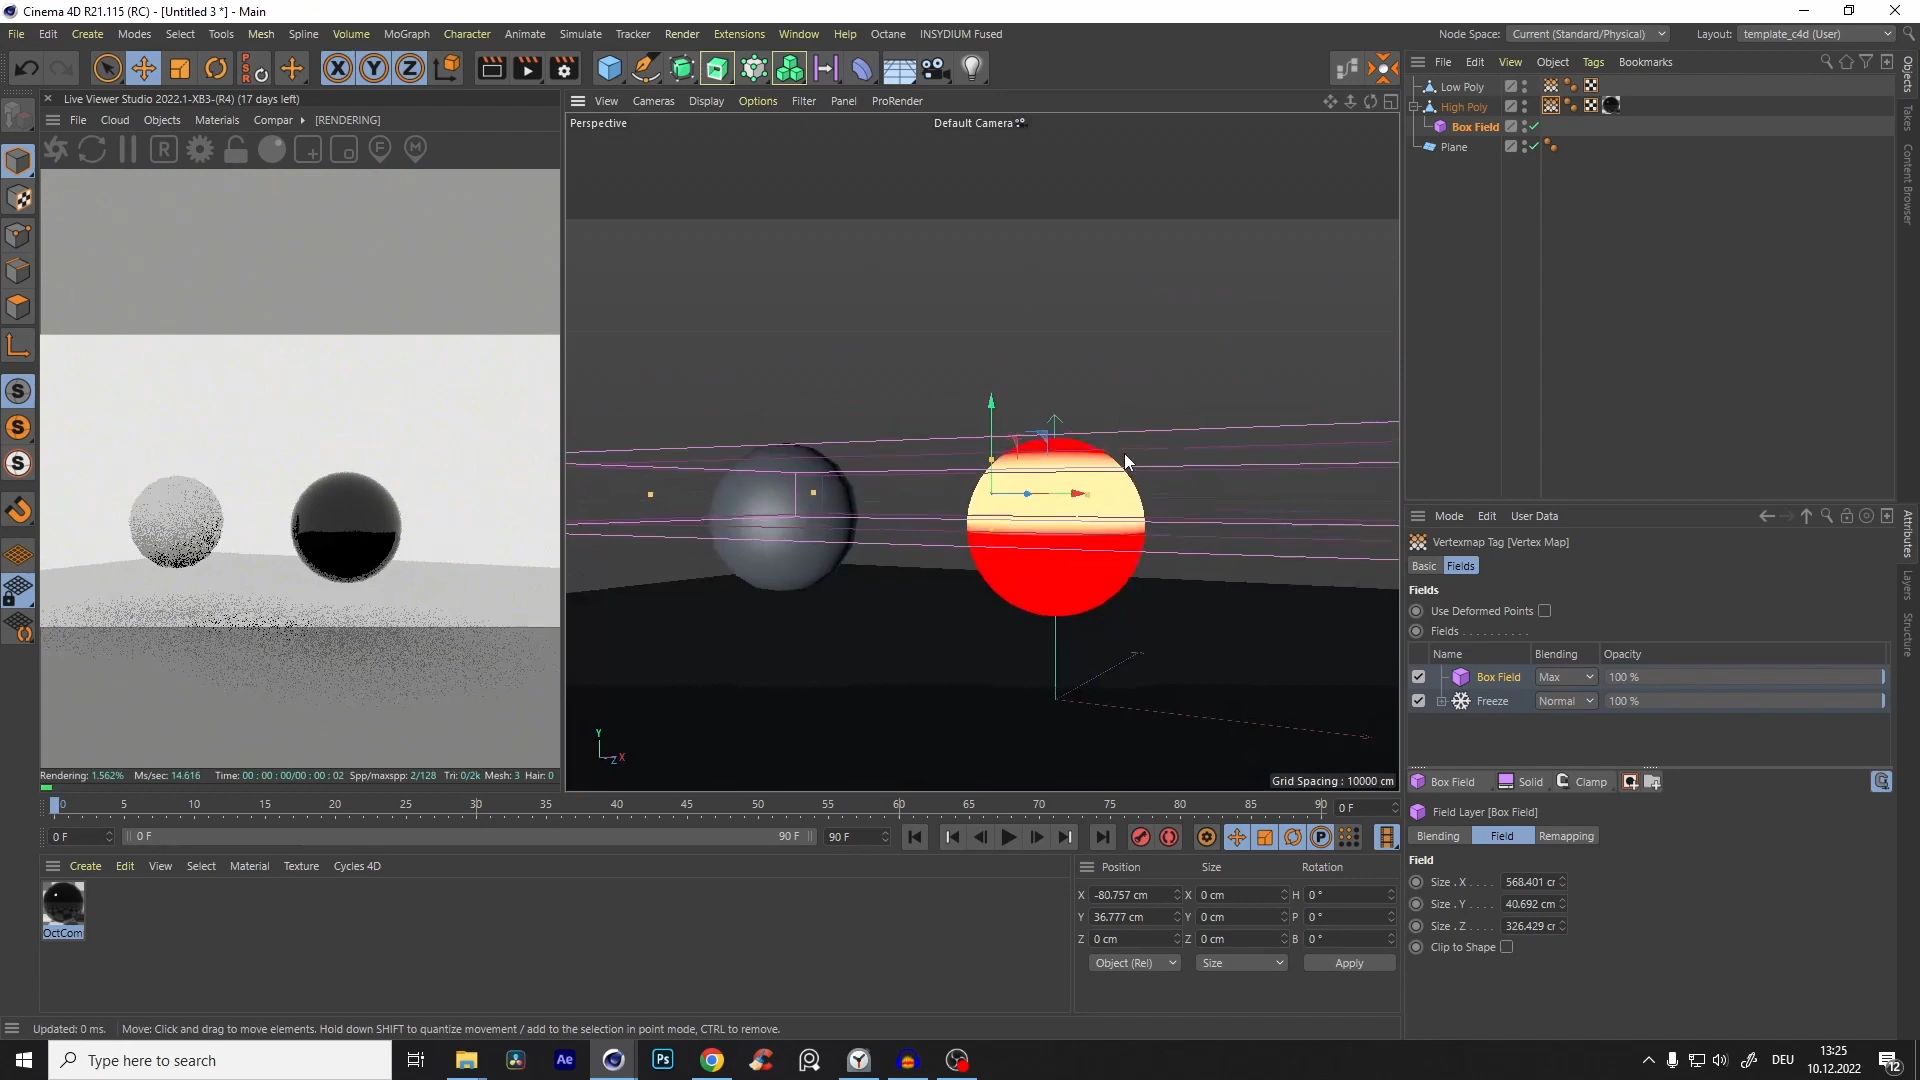 Cinema 4D R21.115 (RC) - [Untitled 3 *] - Main
File Edit Create Modes Select Tools Mesh Spline Volume MoGraph Character Animate Simulate Tracker Render Extensions Window Help Octane INSYDIUM Fused
Node Space: Current (Standard/Physical) Layout: template_c4d (User)
PSR X Y Z
File Edit View Object Tags Bookmarks
Live Viewer Studio 2022.1-XB3-(R4) (17 days left)
File Cloud Objects Materials Compar [RENDERING]
R F M
View Cameras Display Options Filter Panel ProRender
Perspective
Default Camera
Low Poly
High Poly
Box Field
Plane
Objects
Takes
Content Browser
S
S
S
Y
Z X
Grid Spacing : 10000 cm
Rendering: 1.562% Ms/sec: 14.616 Time: 00 : 00 : 00/00 : 00 : 02 Spp/maxspp: 2/128 Tri: 0/2k Mesh: 3 Hair: 0
Mode Edit User Data
Vertexmap Tag [Vertex Map]
Basic Fields
Fields
Use Deformed Points
Fields . . . . . . . . . .
Name Blending Opacity
Box Field Max 100 %
Freeze Normal 100 %
Box Field Solid Clamp
Field Layer [Box Field]
Blending Field Remapping
Field
Size . X . . . . 568.401 cr
Size . Y . . . . 40.692 cm
Size . Z . . . . 326.429 cr
Clip to Shape
Attributes
Layers
Structure
0 5 10 15 20 25 30 35 40 45 50 55 60 65 70 75 80 85 90 0 F
0 F 0 F 90 F 90 F P
Create Edit View Select Material Texture Cycles 4D
OctCom
Position Size Rotation
X -80.757 cm X 0 cm H 0 °
Y 36.777 cm Y 0 cm P 0 °
Z 0 cm Z 0 cm B 0 °
Object (Rel) Size Apply
Updated: 0 ms. Move: Click and drag to move elements. Hold down SHIFT to quantize movement / add to the selection in point mode, CTRL to remove.
Type here to search
Ae Ps
DEU
13:25
10.12.2022
12